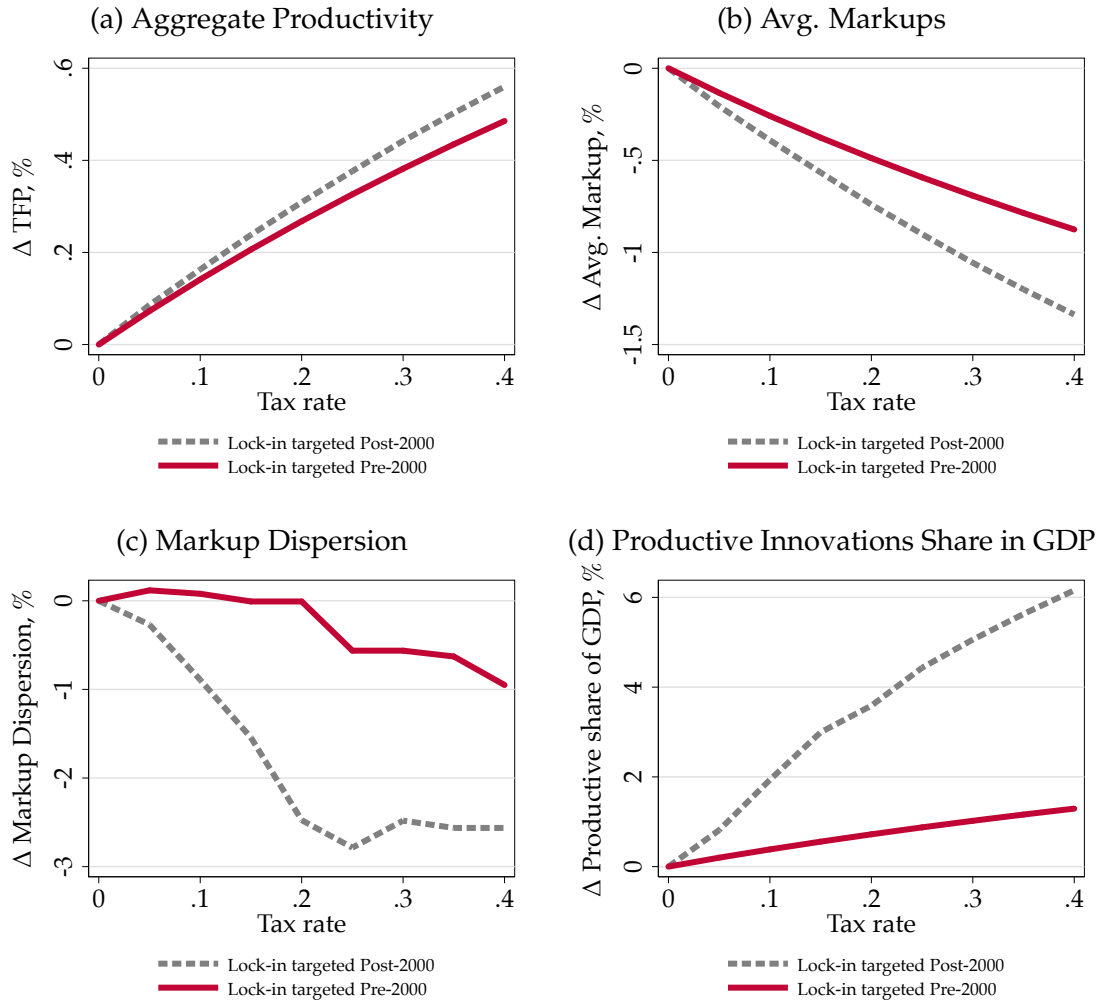 (a) Aggregate Productivity
Δ TFP, %
.6
.4
.2
0
0 .1 .2 .3 .4
Tax rate
Lock-in targeted Post-2000
Lock-in targeted Pre-2000
(b) Avg. Markups
Δ Avg. Markup, %
0
-.5
-1
-1.5
0 .1 .2 .3 .4
Tax rate
Lock-in targeted Post-2000
Lock-in targeted Pre-2000
(c) Markup Dispersion
Δ Markup Dispersion, %
0
-1
-2
-3
0 .1 .2 .3 .4
Tax rate
Lock-in targeted Post-2000
Lock-in targeted Pre-2000
(d) Productive Innovations Share in GDP
Δ Productive share of GDP, %
6
4
2
0
0 .1 .2 .3 .4
Tax rate
Lock-in targeted Post-2000
Lock-in targeted Pre-2000